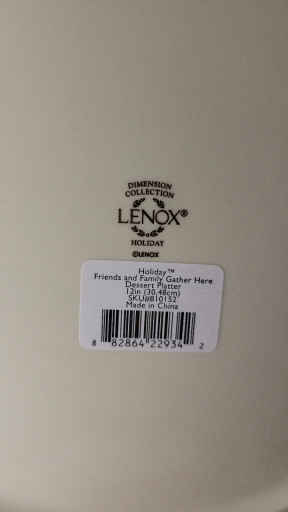 DIMENSION
COLLECTION
LENOX®
HOLIDAY
©LENOX
Holiday™
Friends and Family Gather Here
Dessert Platter
12in (30.48cm)
SKU#810152
Made in China
8 82864 22934 2